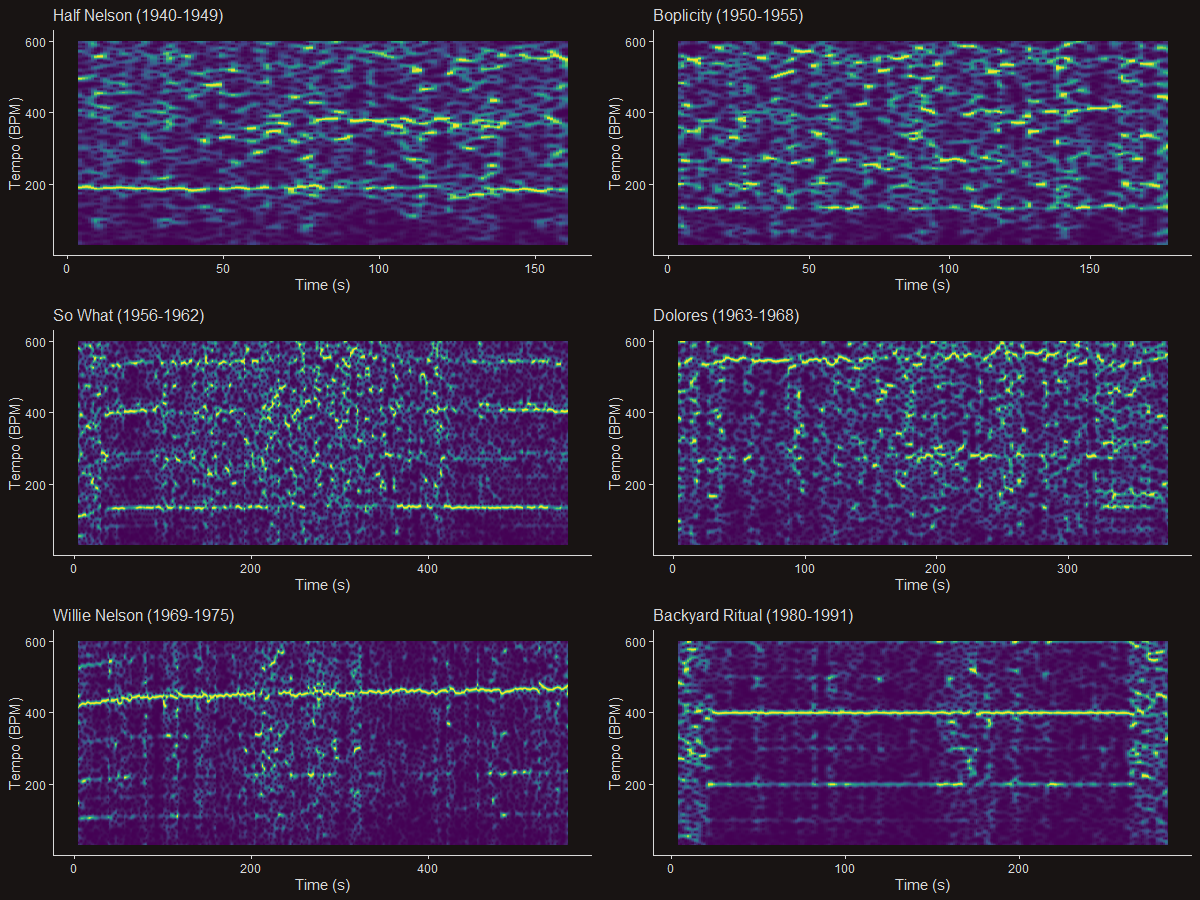 Half Nelson (1940-1949)
600
400
200
Tempo (BPM)
0
50
100
150
Time (s)
Boplicity (1950-1955)
600
400
200
Tempo (BPM)
0
50
100
150
Time (s)
So What (1956-1962)
600
400
200
Tempo (BPM)
0
200
400
Time (s)
Dolores (1963-1968)
600
400
200
Tempo (BPM)
0
100
200
300
Time (s)
Willie Nelson (1969-1975)
600
400
200
Tempo (BPM)
0
200
400
Time (s)
Backyard Ritual (1980-1991)
600
400
200
Tempo (BPM)
0
100
200
Time (s)